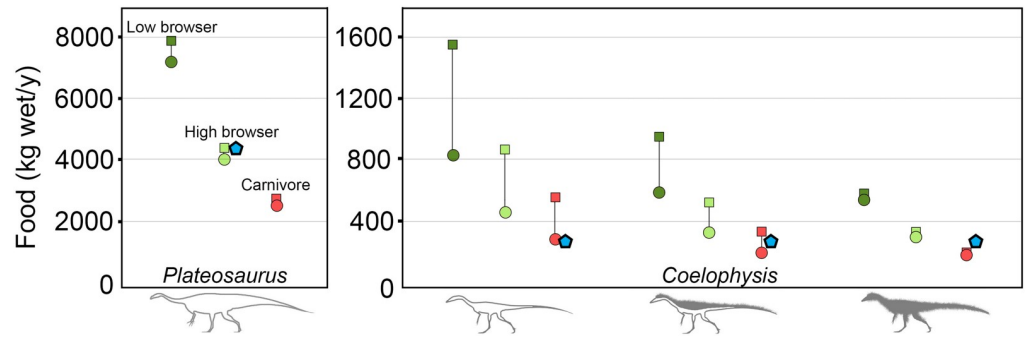 Food (kg wet/y)
8000
6000
4000
2000
0
Low browser
High browser
Carnivore
Plateosaurus
1600
1200
800
400
0
Coelophysis